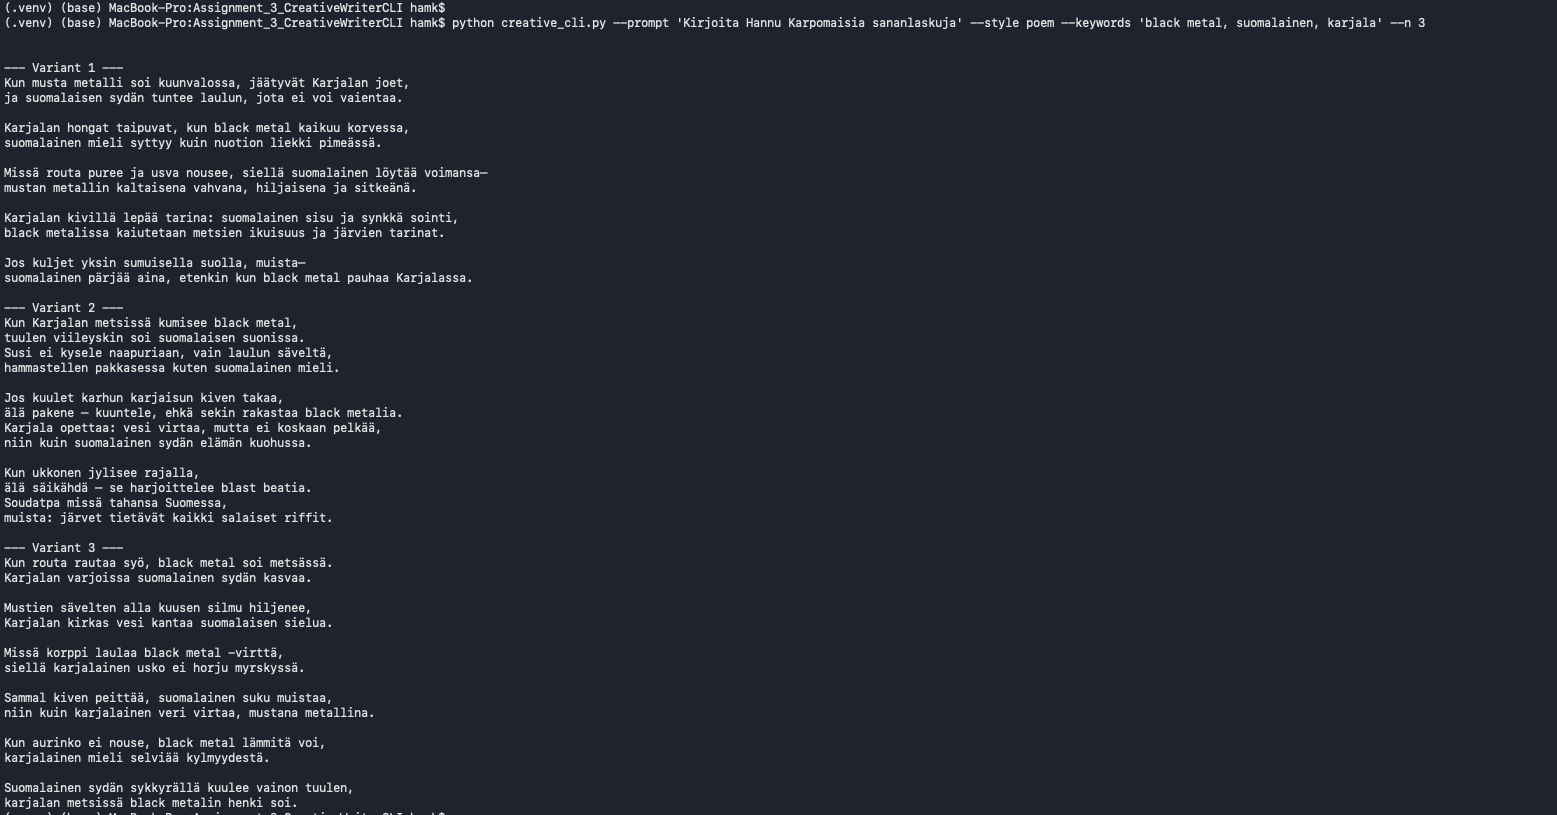 (.venv) (base) MacBook-Pro:Assignment_3_CreativeWriterCLI hamk$
(.venv) (base) MacBook-Pro:Assignment_3_CreativeWriterCLI hamk$ python creative_cli.py --prompt 'Kirjoita Hannu Karpomaisia sananlaskuja' --style poem --keywords 'black metal, suomalainen, karjala' --n 3
--- Variant 1 ---
Kun musta metalli soi kuunvalossa, jäätyvät Karjalan joet,
ja suomalaisen sydän tuntee laulun, jota ei voi vaientaa.
Karjalan hongat taipuvat, kun black metal kaikuu korvessa,
suomalainen mieli syttyy kuin nuotion liekki pimeässä.
Missä routa puree ja usva nousee, siellä suomalainen löytää voimansa—
mustan metallin kaltaisena vahvana, hiljaisena ja sitkeänä.
Karjalan kivillä lepää tarina: suomalainen sisu ja synkkä sointi,
black metalissa kaiutetaan metsien ikuisuus ja järvien tarinat.
Jos kuljet yksin sumuisella suolla, muista—
suomalainen pärjää aina, etenkin kun black metal pauhaa Karjalassa.
--- Variant 2 ---
Kun Karjalan metsissä kumisee black metal,
tuulen viileyskin soi suomalaisen suonissa.
Susi ei kysele naapuriaan, vain laulun säveltä,
hammastellen pakkasessa kuten suomalainen mieli.
Jos kuulet karhun karjaisun kiven takaa,
älä pakene – kuuntele, ehkä sekin rakastaa black metalia.
Karjala opettaa: vesi virtaa, mutta ei koskaan pelkää,
niin kuin suomalainen sydän elämän kuohussa.
Kun ukkonen jylisee rajalla,
älä säikähdä – se harjoittelee blast beatia.
Soudatpa missä tahansa Suomessa,
muista: järvet tietävät kaikki salaiset riffit.
--- Variant 3 ---
Kun routa rautaa syö, black metal soi metsässä.
Karjalan varjoissa suomalainen sydän kasvaa.
Mustien sävelten alla kuusen silmu hiljenee,
Karjalan kirkas vesi kantaa suomalaisen sielua.
Missä korppi laulaa black metal -virttä,
siellä karjalainen usko ei horju myrskyssä.
Sammal kiven peittää, suomalainen suku muistaa,
niin kuin karjalainen veri virtaa, mustana metallina.
Kun aurinko ei nouse, black metal lämmitä voi,
karjalainen mieli selviää kylmyydestä.
Suomalainen sydän sykkyrällä kuulee vainon tuulen,
karjalan metsissä black metalin henki soi.